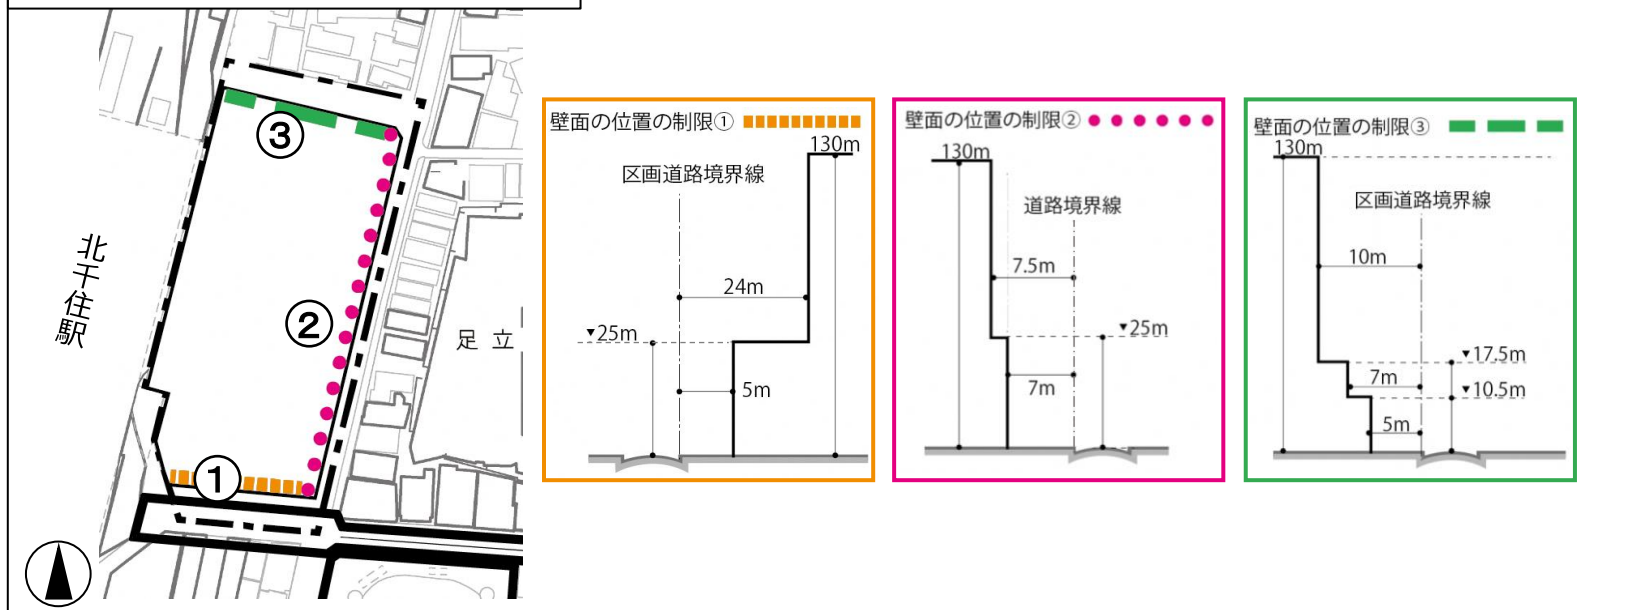 ③
②
①
北千住駅
足立
壁面の位置の制限①
130m
区画道路境界線
24m
▼25m
5m
壁面の位置の制限②
130m
道路境界線
7.5m
▼25m
7m
壁面の位置の制限③
130m
区画道路境界線
10m
▼17.5m
7m
▼10.5m
5m